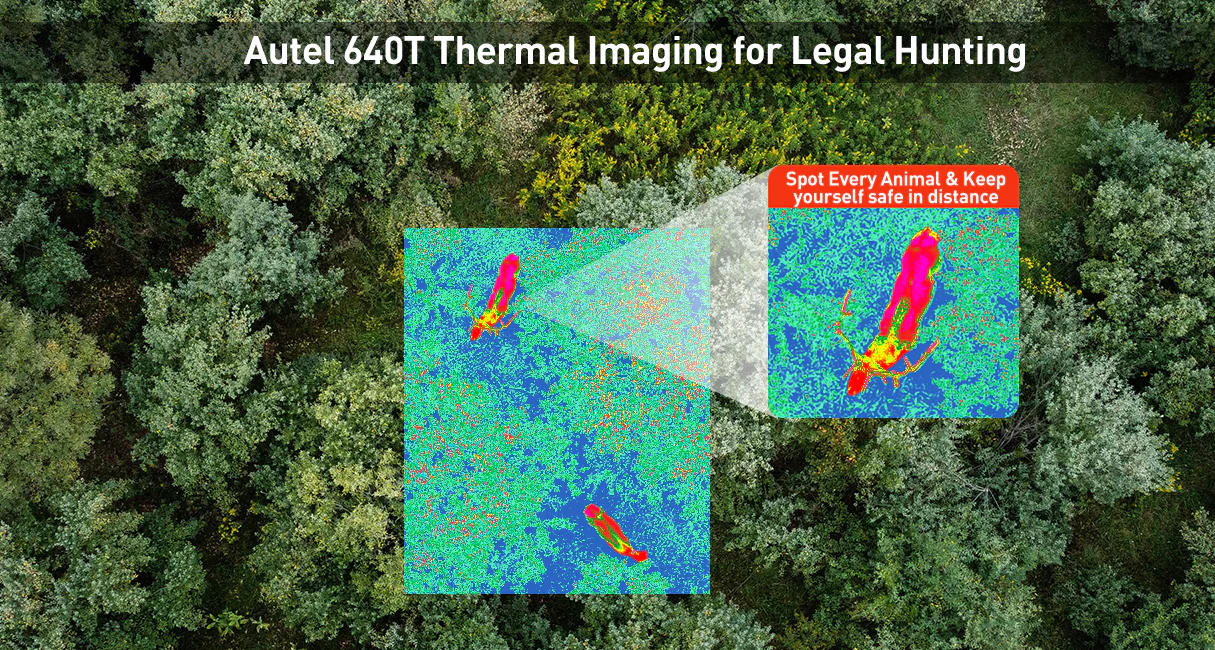 Autel 640T Thermal Imaging for Legal Hunting
Spot Every Animal & Keep
yourself safe in distance